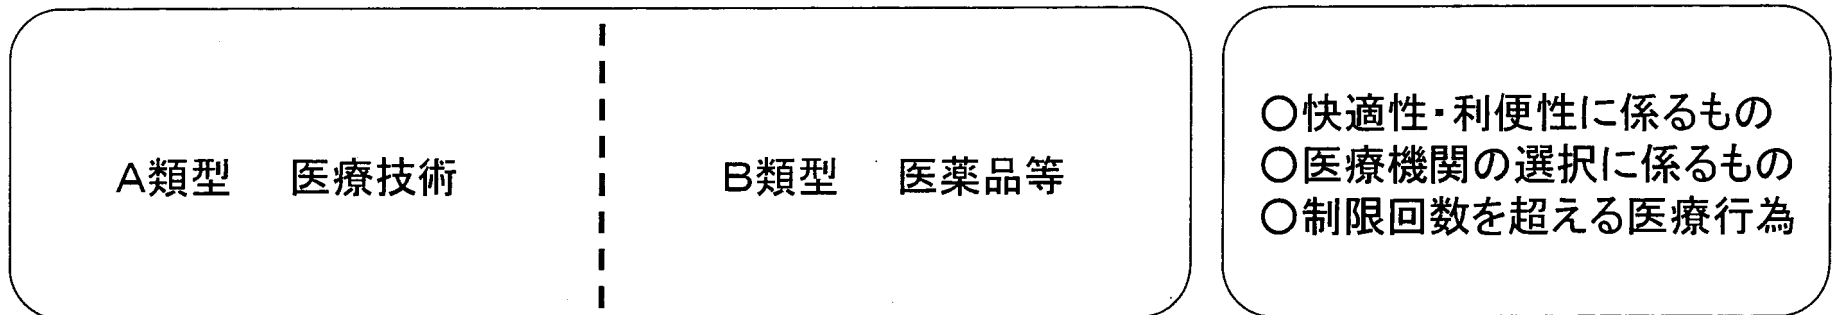 A類型　医療技術
B類型　医薬品等
○快適性・利便性に係るもの
○医療機関の選択に係るもの
○制限回数を超える医療行為